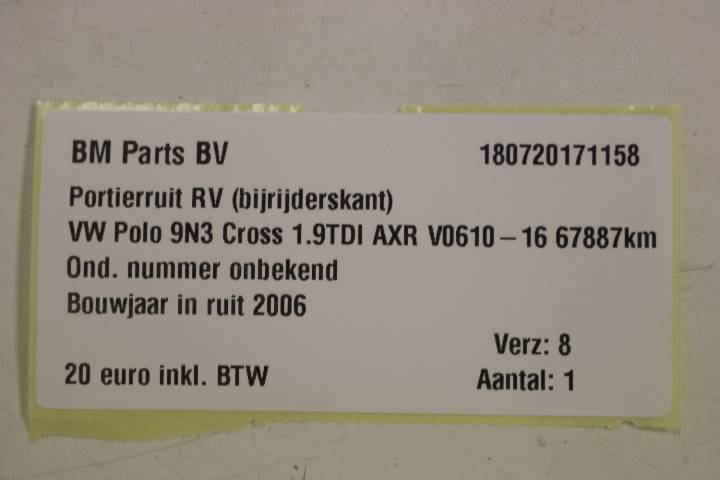 BM Parts BV 180720171158
Portierruit RV (bijrijderskant)
VW Polo 9N3 Cross 1.9TDI AXR V0610–16 67887km
Ond. nummer onbekend
Bouwjaar in ruit 2006
Verz: 8
20 euro inkl. BTW Aantal: 1